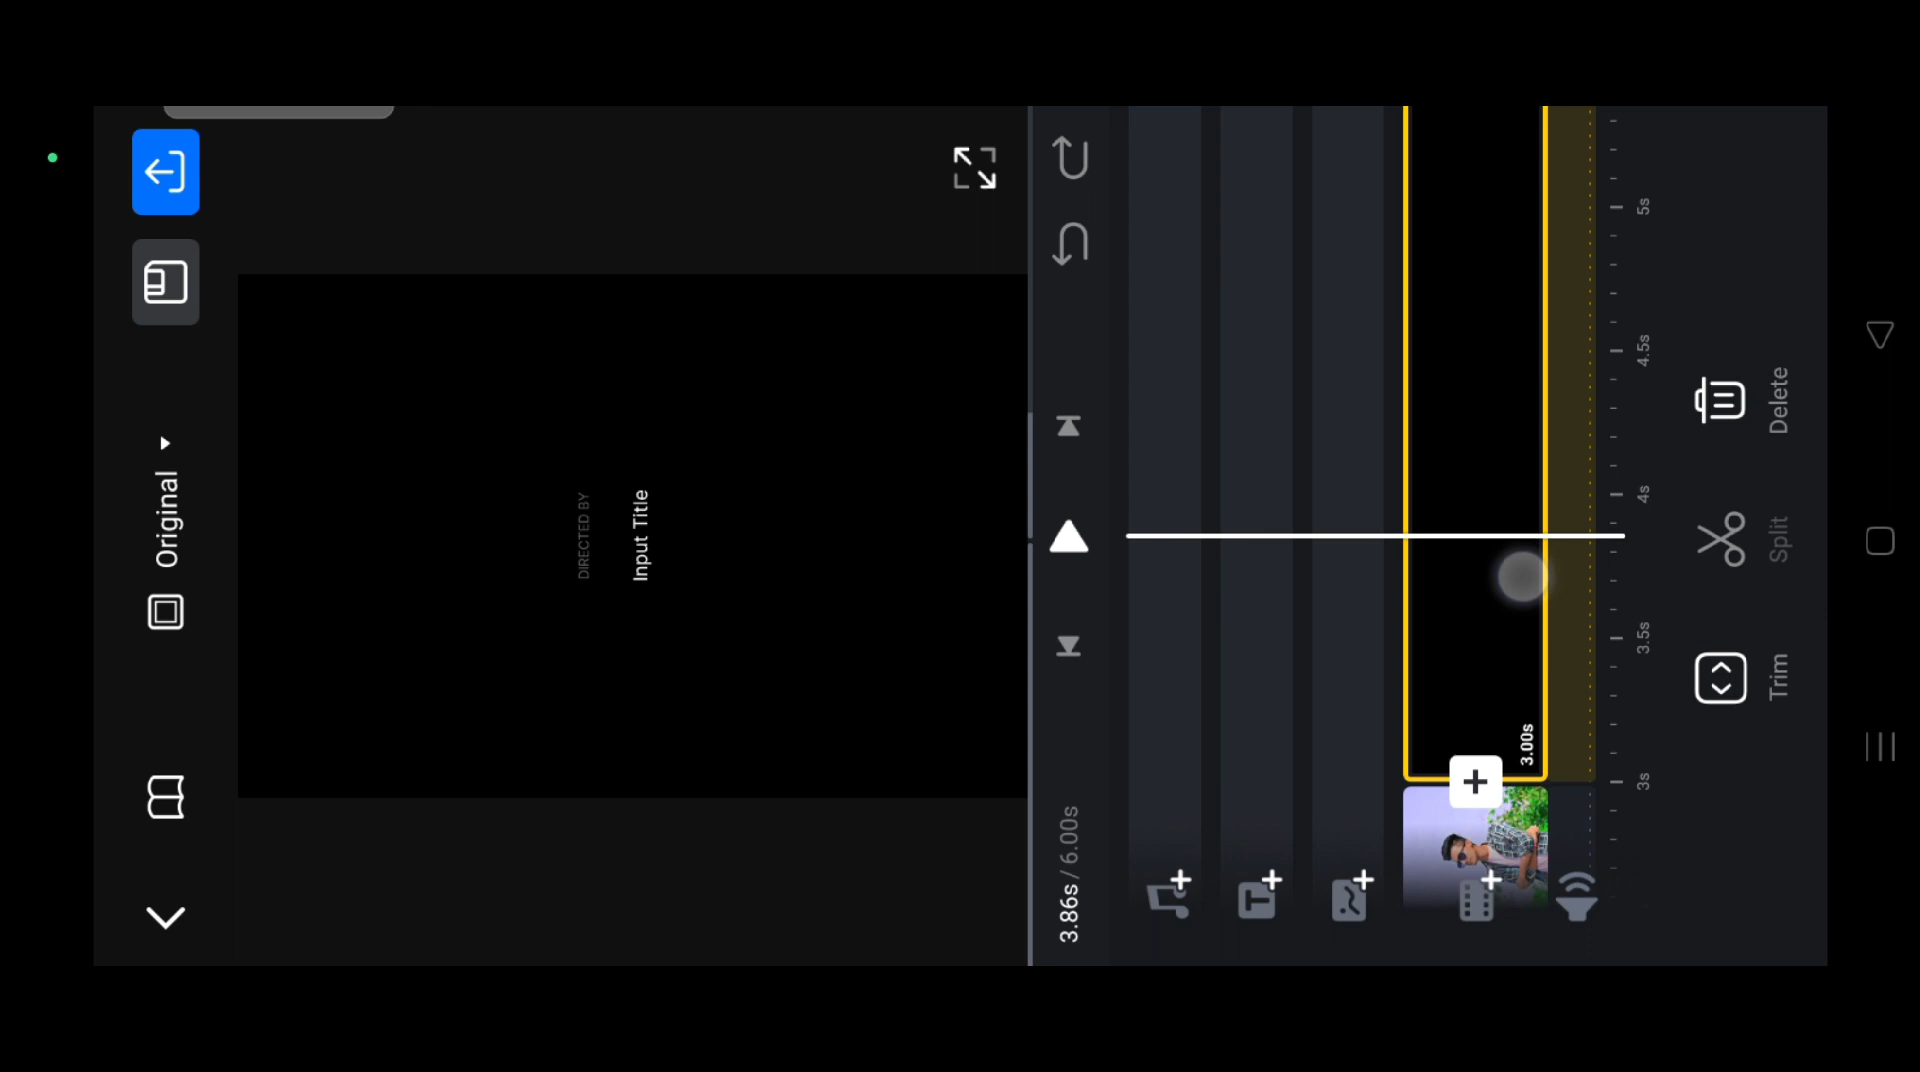 Original
DIRECTED BY
Input Title
3.86s / 6.00s
3.00s
3s
3.5s
4s
4.5s
5s
Trim
Split
Delete